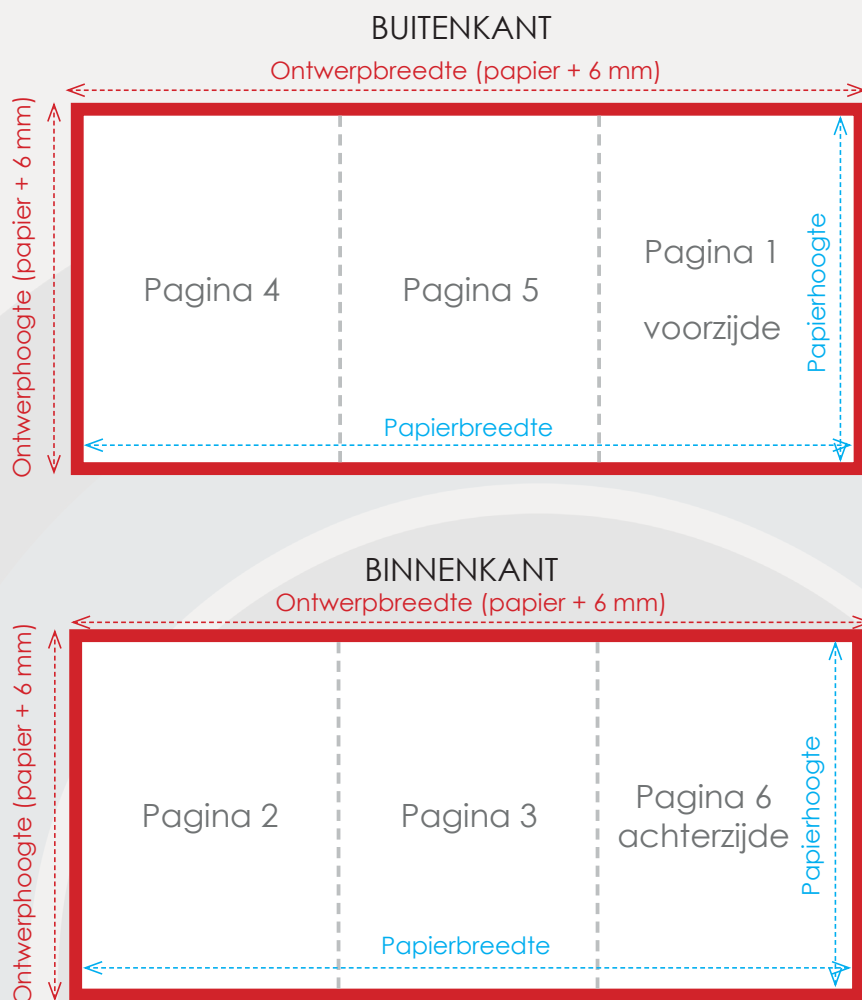 BUITENKANT
Ontwerpbreedte (papier + 6 mm)
Ontwerphoogte (papier + 6 mm)
Pagina 4
Pagina 5
Pagina 1
voorzijde
Papierhoogte
Papierbreedte
BINNENKANT
Ontwerpbreedte (papier + 6 mm)
Ontwerphoogte (papier + 6 mm)
Pagina 2
Pagina 3
Pagina 6
achterzijde
Papierhoogte
Papierbreedte